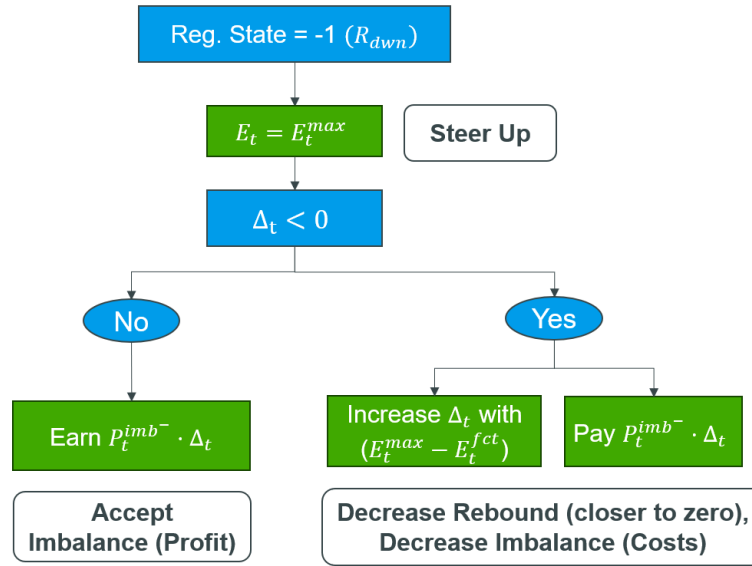 Reg. State = -1 (R_{dwn})
E_t = E_t^{max}
Steer Up
Δ_t < 0
No
Yes
Earn P_t^{imb^-} · Δ_t
Increase Δ_t with
(E_t^{max} − E_t^{fct})
Pay P_t^{imb^-} · Δ_t
Accept
Imbalance (Profit)
Decrease Rebound (closer to zero),
Decrease Imbalance (Costs)